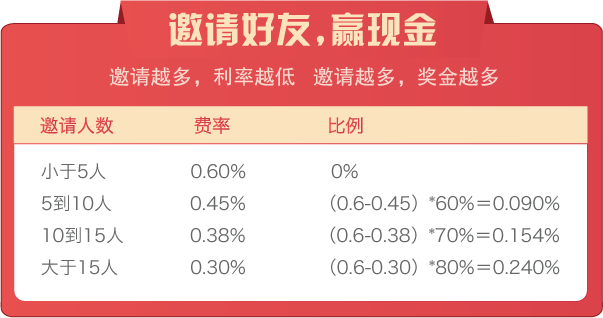 邀请好友,赢现金
邀请越多，利率越低 邀请越多，奖金越多
邀请人数 费率 比例
小于5人 0.60% 0%
5到10人 0.45% （0.6-0.45）*60%＝0.090%
10到15人 0.38% （0.6-0.38）*70%＝0.154%
大于15人 0.30% （0.6-0.30）*80%＝0.240%